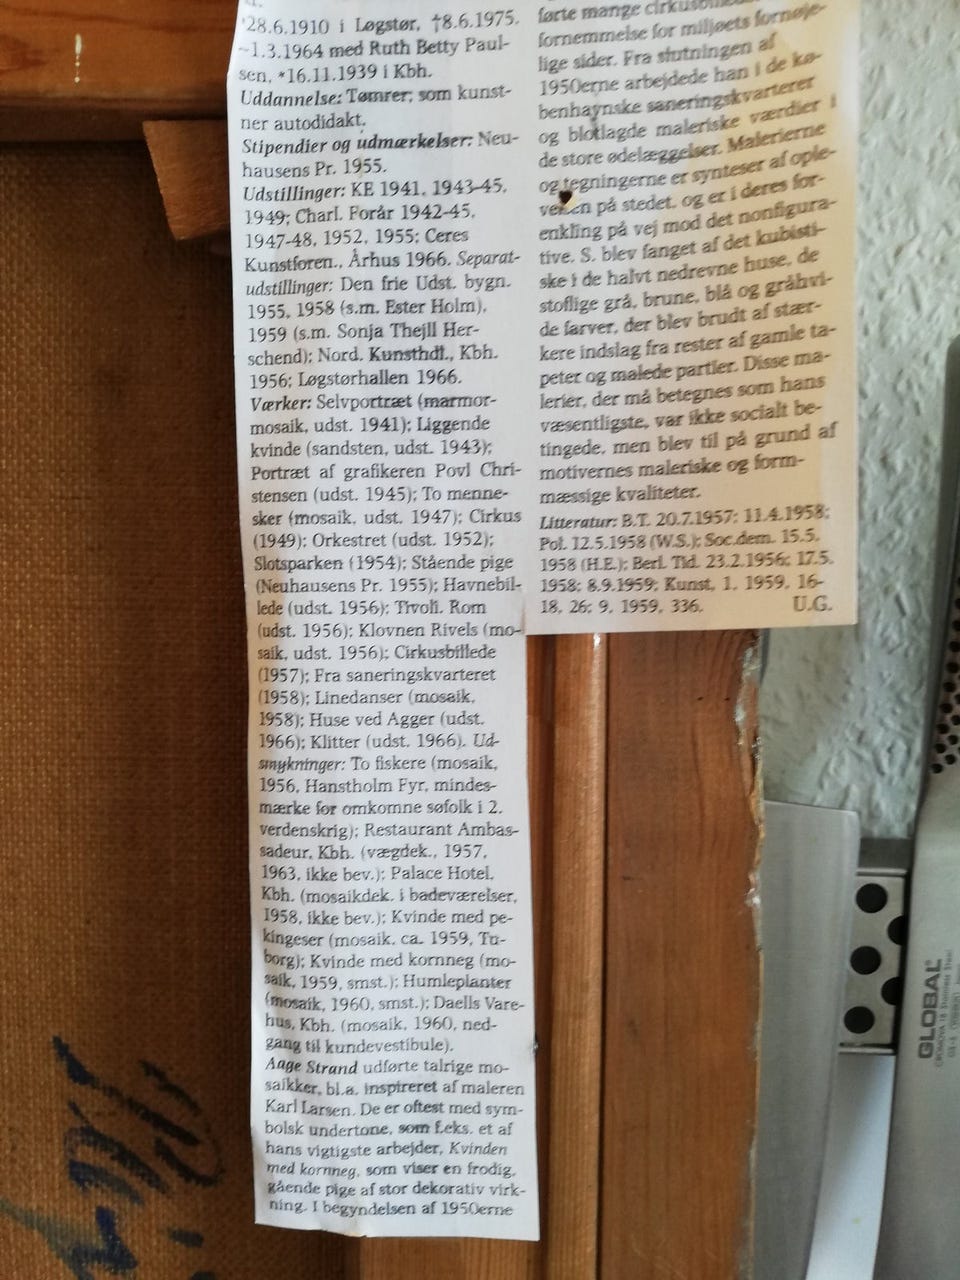 *28.6.1910 i Løgstør, †8.6.1975.
~1.3.1964 med Ruth Betty Paul-
sen, *16.11.1939 i Kbh.
Uddannelse: Tømrer; som kunst-
ner autodidakt.
Stipendier og udmærkelser: Neu-
hausens Pr. 1955.
Udstillinger: KE 1941, 1943-45,
1949; Charl. Forår 1942-45,
1947-48, 1952, 1955; Ceres
Kunstforen., Århus 1966. Separat-
udstillinger: Den frie Udst. bygn.
1955, 1958 (s.m. Ester Holm),
1959 (s.m. Sonja Thejll Her-
schend); Nord. Kunsthdl., Kbh.
1956; Løgstørhallen 1966.
Værker: Selvportræt (marmor-
mosaik, udst. 1941); Liggende
kvinde (sandsten, udst. 1943);
Portræt af grafikeren Povl Chri-
stensen (udst. 1945); To menne-
sker (mosaik, udst. 1947); Cirkus
(1949); Orkestret (udst. 1952);
Slotsparken (1954); Stående pige
(Neuhausens Pr. 1955); Havnebil-
lede (udst. 1956); Tivoli. Rom
(udst. 1956); Klovnen Rivels (mo-
saik, udst. 1956); Cirkusbillede
(1957); Fra saneringskvarteret
(1958); Linedanser (mosaik,
1958); Huse ved Agger (udst.
1966); Klitter (udst. 1966). Ud-
smykninger: To fiskere (mosaik,
1956, Hanstholm Fyr, mindes-
mærke for omkomne søfolk i 2.
verdenskrig); Restaurant Ambas-
sadeur, Kbh. (vægdek., 1957,
1963, ikke bev.); Palace Hotel,
Kbh. (mosaikdek. i badeværelser,
1958, ikke bev.); Kvinde med pe-
kingeser (mosaik, ca. 1959, Tu-
borg); Kvinde med kornneg (mo-
saik, 1959, smst.); Humleplanter
(mosaik, 1960, smst.); Daells Vare-
hus, Kbh. (mosaik, 1960, ned-
gang til kundevestibule).
Aage Strand udførte talrige mo-
saikker, bl.a. inspireret af maleren
Karl Larsen. De er oftest med sym-
bolsk undertone, som f.eks. et af
hans vigtigste arbejder, Kvinden
med kornneg, som viser en frodig,
gående pige af stor dekorativ virk-
ning. I begyndelsen af 1950erne
førte mange cirkusbilleder
fornemmelse for miljøets fornøje-
lige sider. Fra slutningen af
1950erne arbejdede han i de kø-
benhavnske saneringskvarterer
og blotlagde maleriske værdier i
de store ødelæggelser. Malerierne
og tegningerne er synteser af ople-
velsen på stedet, og er i deres for-
enkling på vej mod det nonfigura-
tive. S. blev fanget af det kubisti-
ske i de halvt nedrevne huse, de
stoflige grå, brune, blå og gråhvi-
de farver, der blev brudt af stær-
kere indslag fra rester af gamle ta-
peter og malede partier. Disse ma-
lerier, der må betegnes som hans
væsentligste, var ikke socialt be-
tingede, men blev til på grund af
motivernes maleriske og form-
mæssige kvaliteter.
Litteratur: B.T. 20.7.1957; 11.4.1958;
Pol. 12.5.1958 (W.S.); Soc.dem. 15.5.
1958 (H.E.); Berl. Tid. 23.2.1956; 17.5.
1958; 8.9.1959; Kunst, 1, 1959, 16-
18, 26; 9, 1959, 336. U.G.
GLOBAL